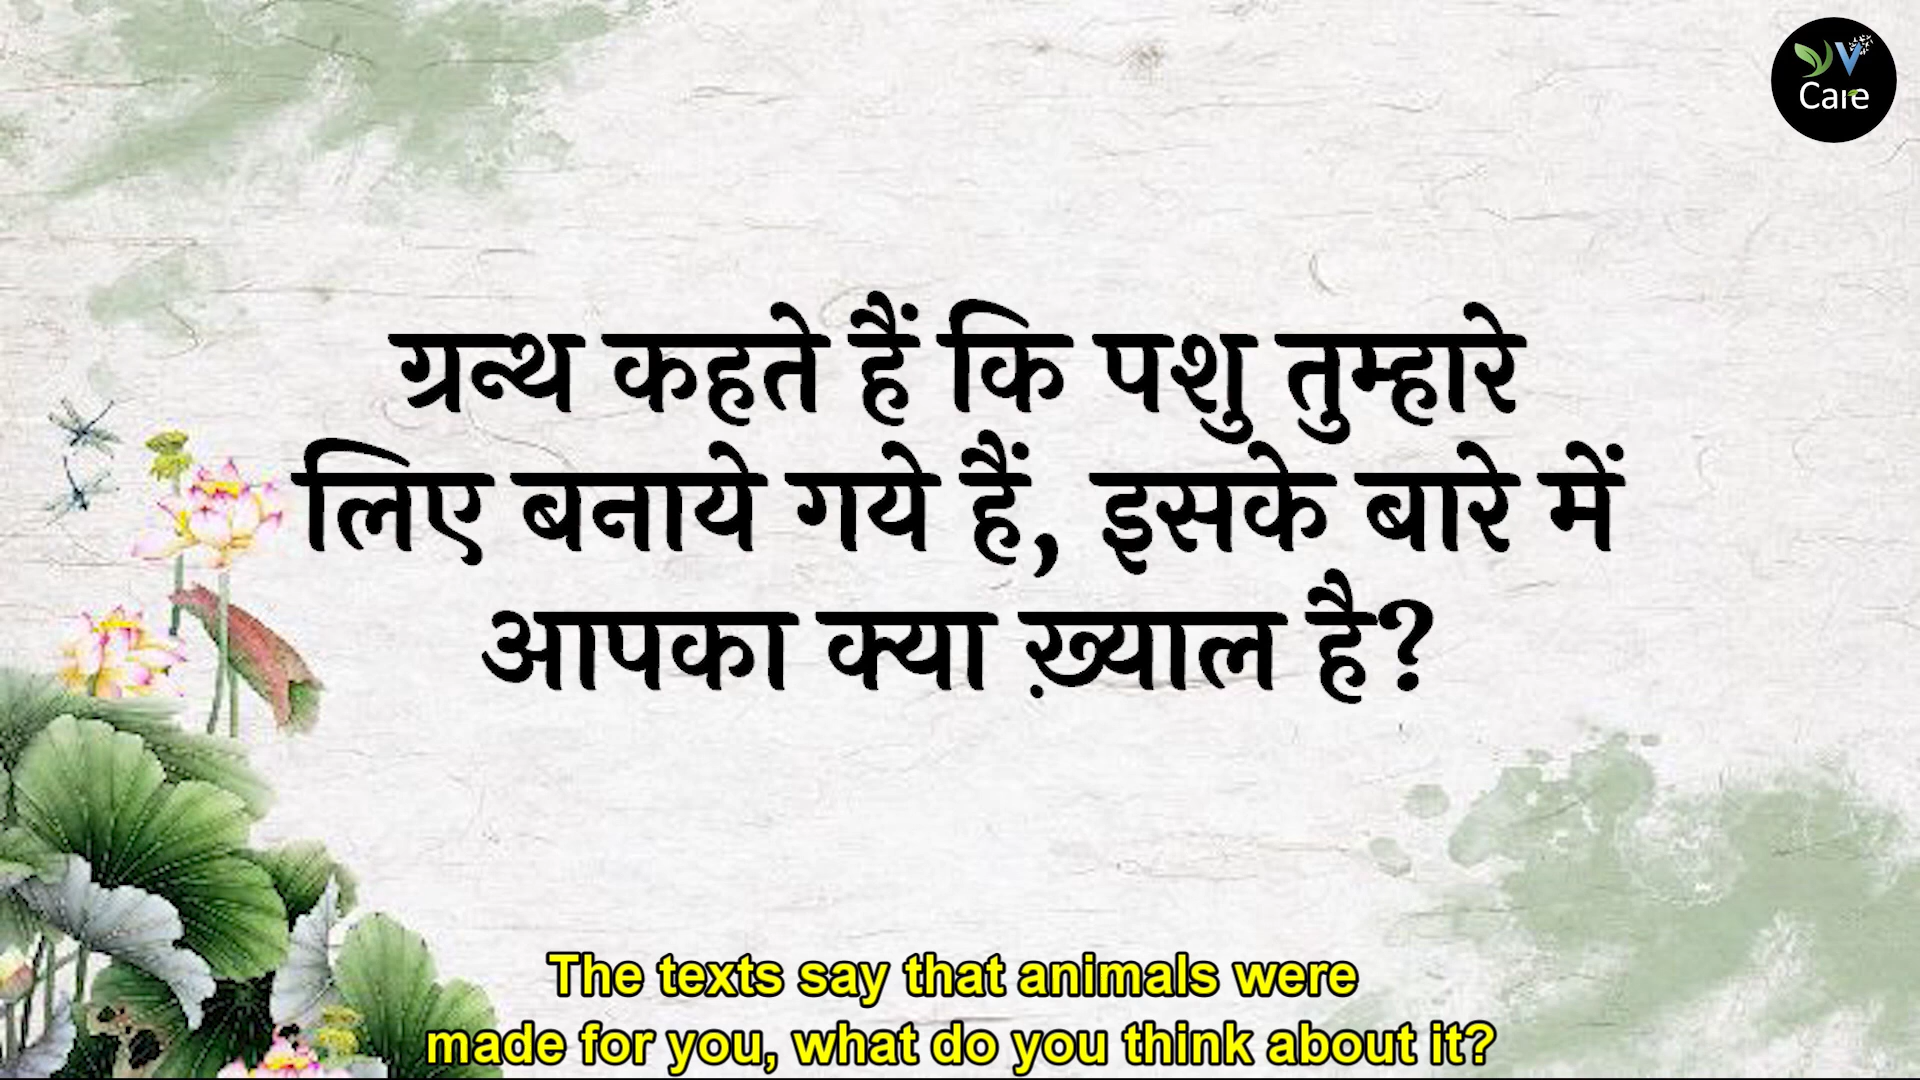 V
Care
ग्रन्थ कहते हैं कि पशु तुम्हारे
लिए बनाये गये हैं, इसके बारे में
आपका क्या ख़्याल है?
The texts say that animals were
made for you, what do you think about it?